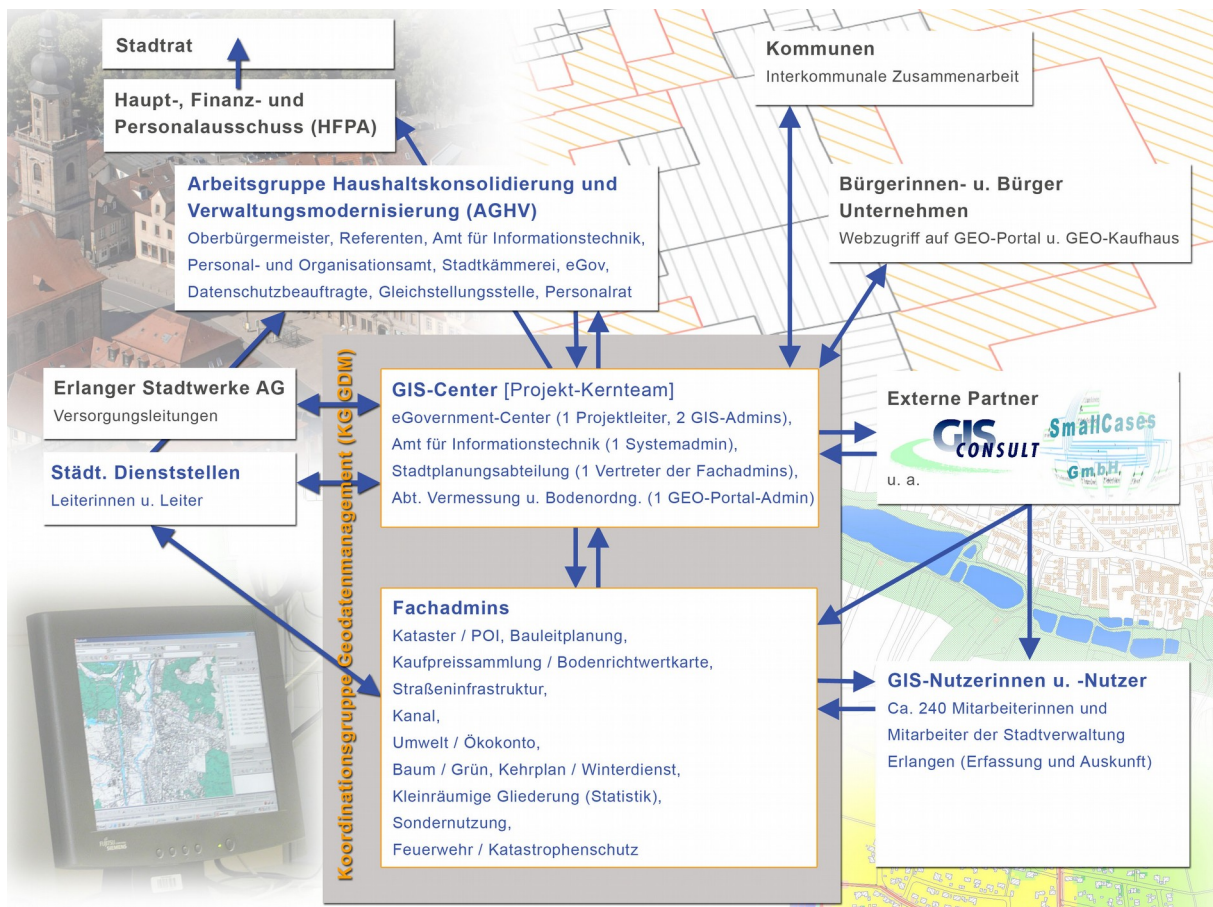 Stadtrat
Haupt-, Finanz- und
Personalausschuss (HFPA)
Arbeitsgruppe Haushaltskonsolidierung und
Verwaltungsmodernisierung (AGHV)
Oberbürgermeister, Referenten, Amt für Informationstechnik,
Personal- und Organisationsamt, Stadtkämmerei, eGov,
Datenschutzbeauftragte, Gleichstellungsstelle, Personalrat
Kommunen
Interkommunale Zusammenarbeit
Bürgerinnen- u. Bürger
Unternehmen
Webzugriff auf GEO-Portal u. GEO-Kaufhaus
Erlanger Stadtwerke AG
Versorgungsleitungen
Städt. Dienststellen
Leiterinnen u. Leiter
Koordinationsgruppe Geodatenmanagement (KG GDM)
GIS-Center [Projekt-Kernteam]
eGovernment-Center (1 Projektleiter, 2 GIS-Admins),
Amt für Informationstechnik (1 Systemadmin),
Stadtplanungsabteilung (1 Vertreter der Fachadmins),
Abt. Vermessung u. Bodenordng. (1 GEO-Portal-Admin)
Externe Partner
GIS
CONSULT
SmallCases
GmbH
u. a.
Fachadmins
Kataster / POI, Bauleitplanung,
Kaufpreissammlung / Bodenrichtwertkarte,
Straßeninfrastruktur,
Kanal,
Umwelt / Ökokonto,
Baum / Grün, Kehrplan / Winterdienst,
Kleinräumige Gliederung (Statistik),
Sondernutzung,
Feuerwehr / Katastrophenschutz
GIS-Nutzerinnen u. -Nutzer
Ca. 240 Mitarbeiterinnen und
Mitarbeiter der Stadtverwaltung
Erlangen (Erfassung und Auskunft)
FUJITSU
SIEMENS